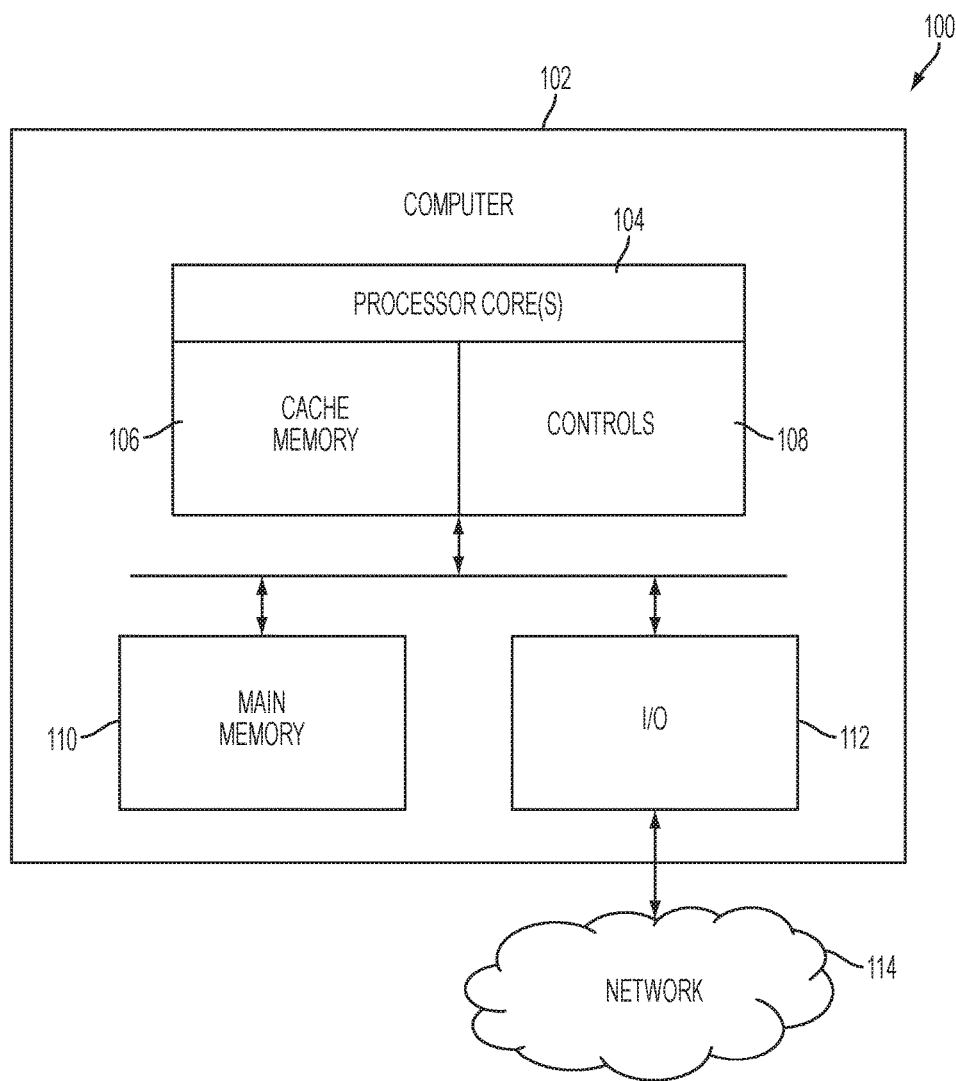 100
102
COMPUTER
104
PROCESSOR CORE(S)
CACHE
MEMORY
CONTROLS
106
108
MAIN
MEMORY
I/O
110
112
NETWORK
114